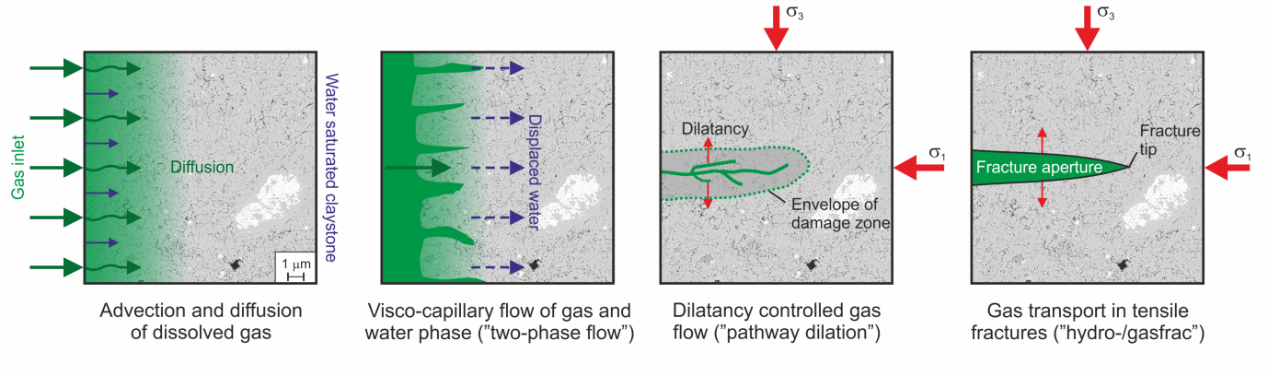 Gas inlet
Diffusion
Water saturated claystone
1 μm
Advection and diffusion
of dissolved gas
Displaced water
Visco-capillary flow of gas and
water phase (”two-phase flow”)
σ3
Dilatancy
σ1
Envelope of
damage zone
Dilatancy controlled gas
flow (”pathway dilation”)
σ3
Fracture
tip
Fracture aperture
σ1
Gas transport in tensile
fractures (”hydro-/gasfrac”)